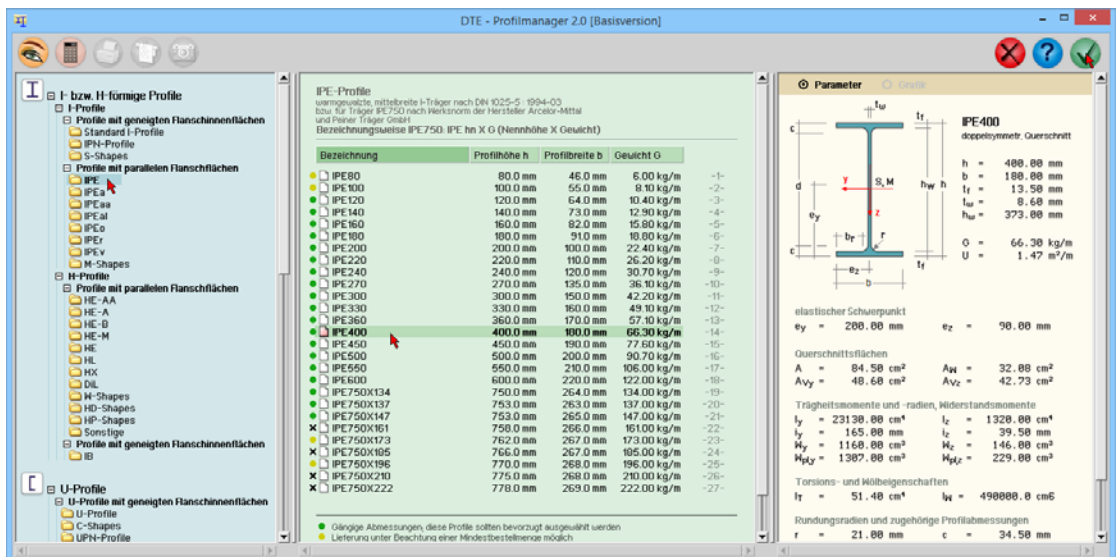 DTE - Profilmanager 2.0 [Basisversion]
I- bzw. H-förmige Profile
I-Profile
Profile mit geneigten Flanschinnenflächen
Standard I-Profile
IPN-Profile
S-Shapes
Profile mit parallelen Flanschflächen
IPE
IPEa
IPEaa
IPEal
IPEo
IPEr
IPEv
M-Shapes
H-Profile
Profile mit parallelen Flanschflächen
HE-AA
HE-A
HE-B
HE-M
HE
HL
HX
DiL
W-Shapes
HD-Shapes
HP-Shapes
Sonstige
Profile mit geneigten Flanschinnenflächen
IB
U-Profile
U-Profile mit geneigten Flanschinnenflächen
U-Profile
C-Shapes
UPN-Profile
IPE-Profile
warmgewalzte, mittelbreite I-Träger nach DIN 1025-5 : 1994-03
bzw. für Träger IPE750 nach Werksnorm der Hersteller Arcelor-Mittal
und Peiner Träger GmbH
Bezeichnungsweise IPE750: IPE hn X G (Nennhöhe X Gewicht)
Bezeichnung Profilhöhe h Profilbreite b Gewicht G
IPE80 80.0 mm 46.0 mm 6.00 kg/m -1-
IPE100 100.0 mm 55.0 mm 8.10 kg/m -2-
IPE120 120.0 mm 64.0 mm 10.40 kg/m -3-
IPE140 140.0 mm 73.0 mm 12.90 kg/m -4-
IPE160 160.0 mm 82.0 mm 15.80 kg/m -5-
IPE180 180.0 mm 91.0 mm 18.80 kg/m -6-
IPE200 200.0 mm 100.0 mm 22.40 kg/m -7-
IPE220 220.0 mm 110.0 mm 26.20 kg/m -8-
IPE240 240.0 mm 120.0 mm 30.70 kg/m -9-
IPE270 270.0 mm 135.0 mm 36.10 kg/m -10-
IPE300 300.0 mm 150.0 mm 42.20 kg/m -11-
IPE330 330.0 mm 160.0 mm 49.10 kg/m -12-
IPE360 360.0 mm 170.0 mm 57.10 kg/m -13-
IPE400 400.0 mm 180.0 mm 66.30 kg/m -14-
IPE450 450.0 mm 190.0 mm 77.60 kg/m -15-
IPE500 500.0 mm 200.0 mm 90.70 kg/m -16-
IPE550 550.0 mm 210.0 mm 106.00 kg/m -17-
IPE600 600.0 mm 220.0 mm 122.00 kg/m -18-
IPE750X134 750.0 mm 264.0 mm 134.00 kg/m -19-
IPE750X137 753.0 mm 263.0 mm 137.00 kg/m -20-
IPE750X147 753.0 mm 265.0 mm 147.00 kg/m -21-
IPE750X161 758.0 mm 266.0 mm 161.00 kg/m -22-
IPE750X173 762.0 mm 267.0 mm 173.00 kg/m -23-
IPE750X185 766.0 mm 267.0 mm 185.00 kg/m -24-
IPE750X196 770.0 mm 268.0 mm 196.00 kg/m -25-
IPE750X210 775.0 mm 268.0 mm 210.00 kg/m -26-
IPE750X222 778.0 mm 269.0 mm 222.00 kg/m -27-
Gängige Abmessungen, diese Profile sollten bevorzugt ausgewählt werden
Lieferung unter Beachtung einer Mindestbestellmenge möglich
Parameter Grafik
tw
tf
c
d
y
S, M
hw
h
ey
z
br
r
c
ez
tf
b
IPE400
doppelsymmetr. Querschnitt
h = 400.00 mm
b = 180.00 mm
tf = 13.50 mm
tw = 8.60 mm
hw = 373.00 mm
G = 66.30 kg/m
U = 1.47 m²/m
elastischer Schwerpunkt
ey = 200.00 mm ez = 90.00 mm
Querschnittsflächen
A = 84.50 cm² Aw = 32.08 cm²
Avy = 48.60 cm² Avz = 42.73 cm²
Trägheitsmomente und -radien, Widerstandsmomente
Iy = 23130.00 cm⁴ Iz = 1320.00 cm⁴
iy = 165.00 mm iz = 39.50 mm
Wy = 1160.00 cm³ Wz = 146.00 cm³
Wply = 1307.00 cm³ Wplz = 229.00 cm³
Torsions- und Wölbeigenschaften
IT = 51.40 cm⁴ Iw = 490000.0 cm6
Rundungsradien und zugehörige Profilabmessungen
r = 21.00 mm c = 34.50 mm